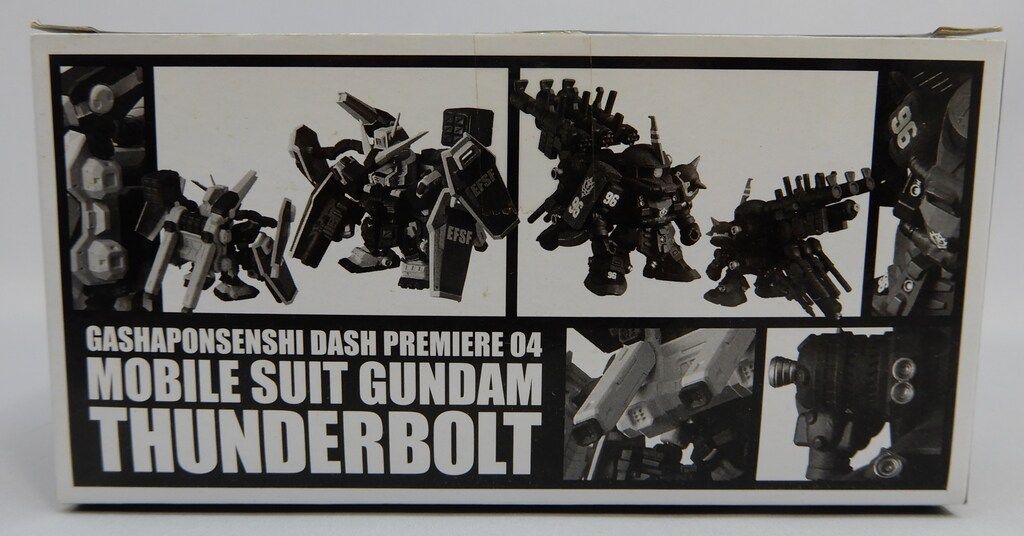 EFSF
EFSF
96
96
96
96
GASHAPONSENSHI DASH PREMIERE 04
MOBILE SUIT GUNDAM
THUNDERBOLT